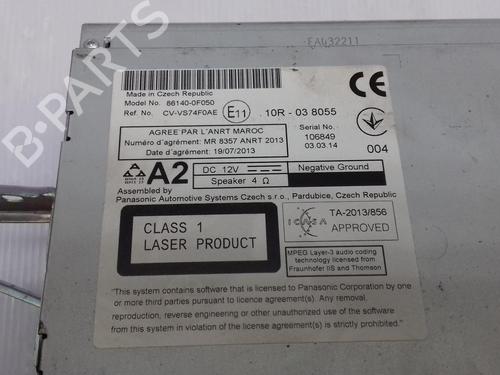 EA432211
Made in Czech Republic
Model No. 86140-0F050
Ref. No. CV-VS74F0AE
E11
10R - 03 8055
CE
AGREE PAR L'ANRT MAROC
Numéro d'agrément: MR 8357 ANRT 2013
Date d'agrément: 19/07/2013
Serial No.
106849
03.03.14
004
A2
DC 12V
Negative Ground
Speaker 4 Ω
Assembled by
Panasonic Automotive Systems Czech s.r.o., Pardubice, Czech Republic.
CLASS 1
LASER PRODUCT
ICASA
TA-2013/856
APPROVED
MPEG Layer-3 audio coding
technology licensed from
Fraunhofer IIS and Thomson
"This system contains software that is licensed to Panasonic Corporation by one
or more third parties pursuant to licence agreement(s). Any removal,
reproduction, reverse engineering or other unauthorized use of the software
from this system in violation of the licence agreement(s) is strictly prohibited."
B-PARTS